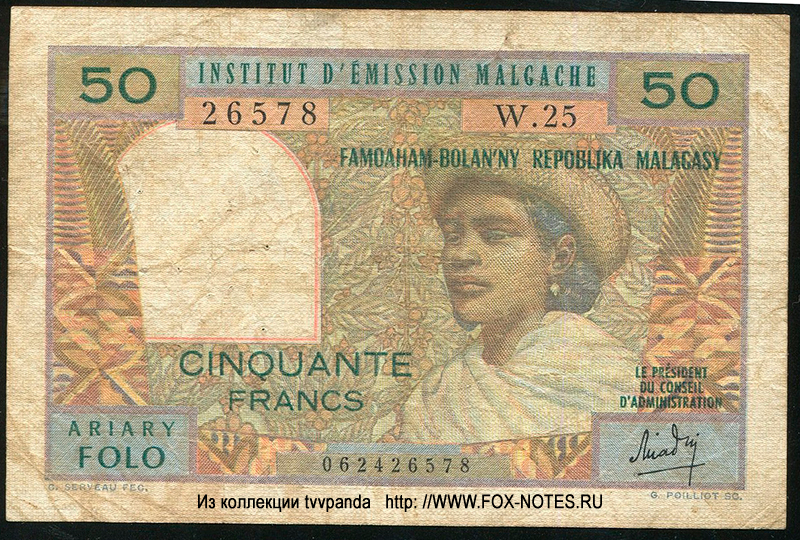 50
INSTITUT D'ÉMISSION MALGACHE
50
26578
W.25
FAMOAHAM-BOLAN'NY REPOBLIKA MALAGASY
CINQUANTE
FRANCS
LE PRÉSIDENT
DU CONSEIL
D'ADMINISTRATION
ARIARY
FOLO
062426578
C. SERVEAU FEC.
G. POILLIOT SC.
Из коллекции tvvpanda http: //WWW.FOX-NOTES.RU